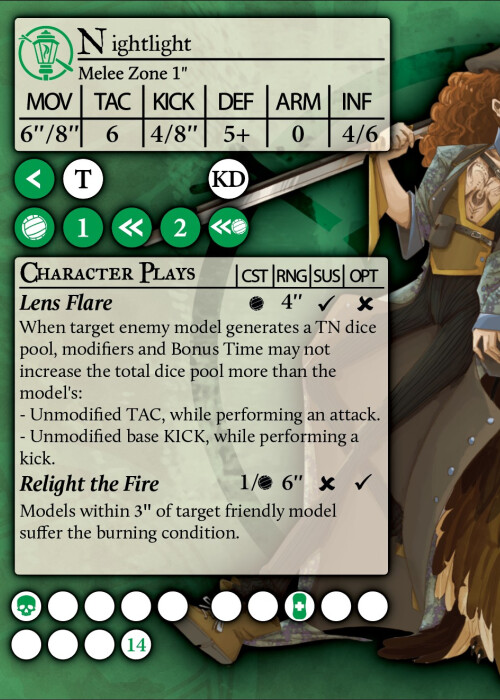 Nightlight
Melee Zone 1"
MOV TAC KICK DEF ARM INF
6"/8" 6 4/8" 5+ 0 4/6
< T KD
1 << 2 <<
Character Plays CST RNG SUS OPT
Lens Flare 4" ✓ ✗
When target enemy model generates a TN dice
pool, modifiers and Bonus Time may not
increase the total dice pool more than the
model's:
- Unmodified TAC, while performing an attack.
- Unmodified base KICK, while performing a
kick.
Relight the Fire 1/ 6" ✗ ✓
Models within 3" of target friendly model
suffer the burning condition.
14